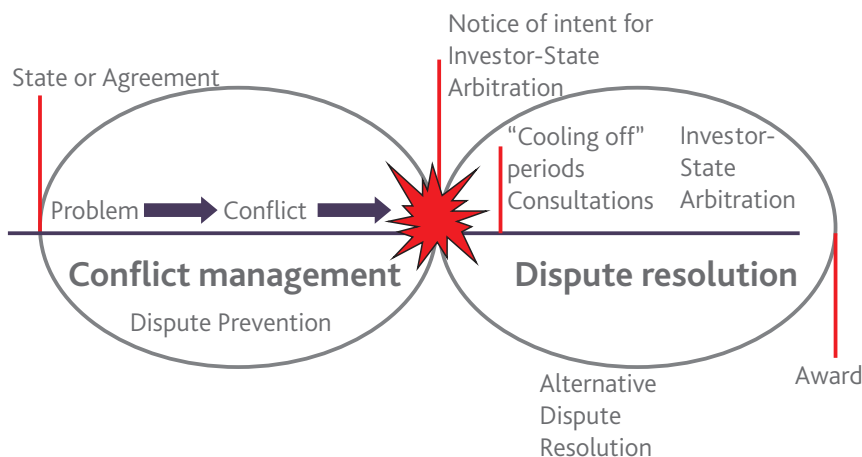 State or Agreement
Notice of intent for
Investor-State
Arbitration
“Cooling off”
periods
Consultations
Investor-
State
Arbitration
Problem
Conflict
Conflict management
Dispute Prevention
Dispute resolution
Alternative
Dispute
Resolution
Award